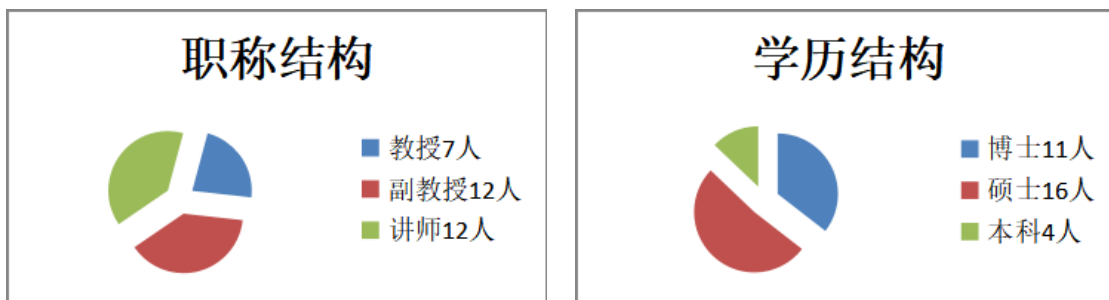 职称结构
教授7人
副教授12人
讲师12人
学历结构
博士11人
硕士16人
本科4人